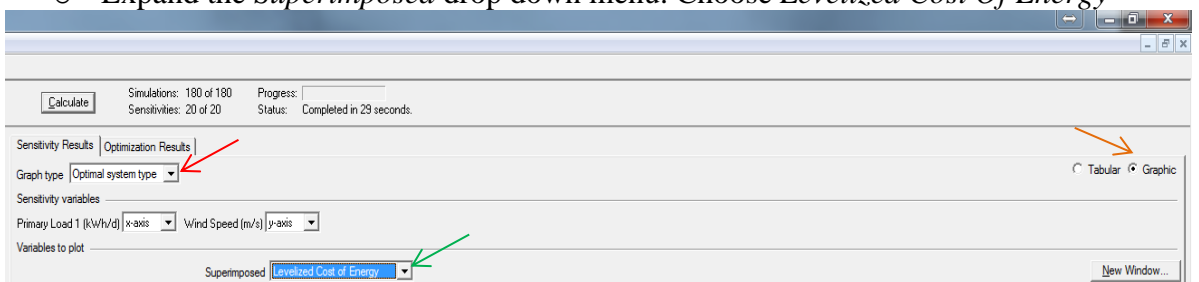 o Expand the Superimposed drop down menu. Choose Levelized Cost Of Energy
Calculate
Simulations: 180 of 180 Progress:
Sensitivities: 20 of 20 Status: Completed in 29 seconds.
Sensitivity Results Optimization Results
Graph type Optimal system type Tabular Graphic
Sensitivity variables
Primary Load 1 (kWh/d) x-axis Wind Speed (m/s) y-axis
Variables to plot
Superimposed Levelized Cost of Energy New Window...